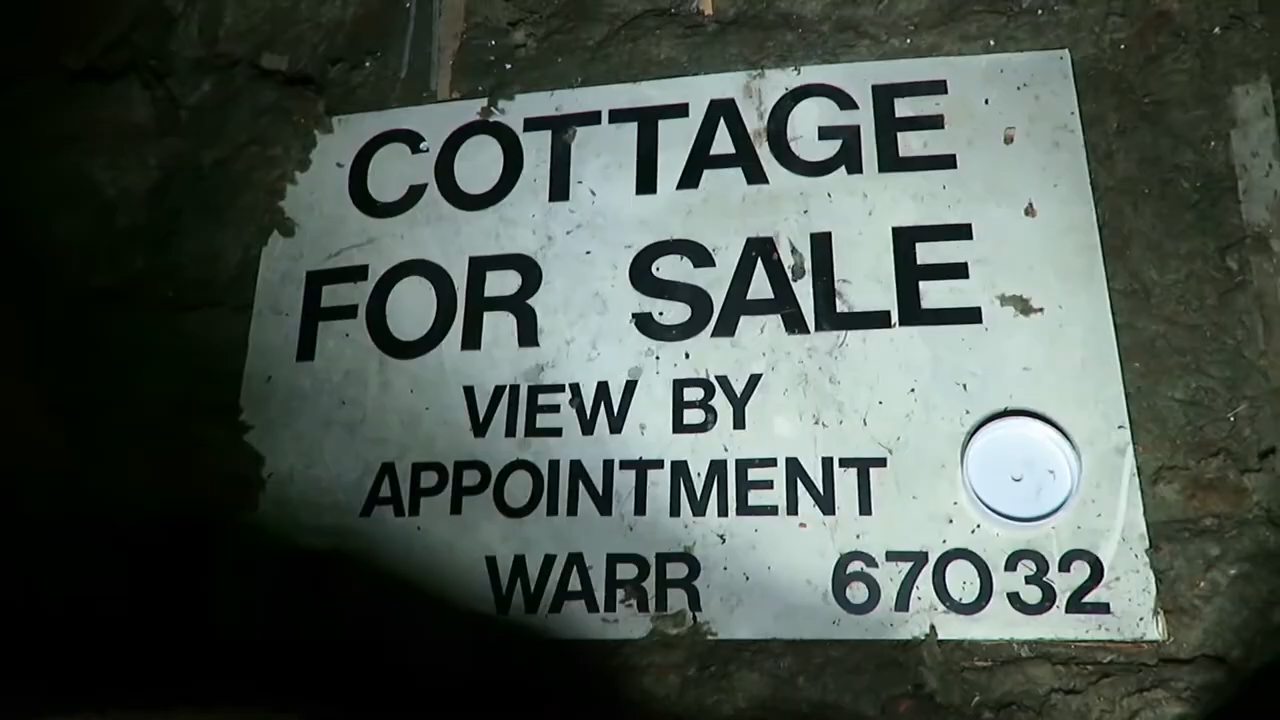 COTTAGE
FOR SALE
VIEW BY
APPOINTMENT
WARR 67032